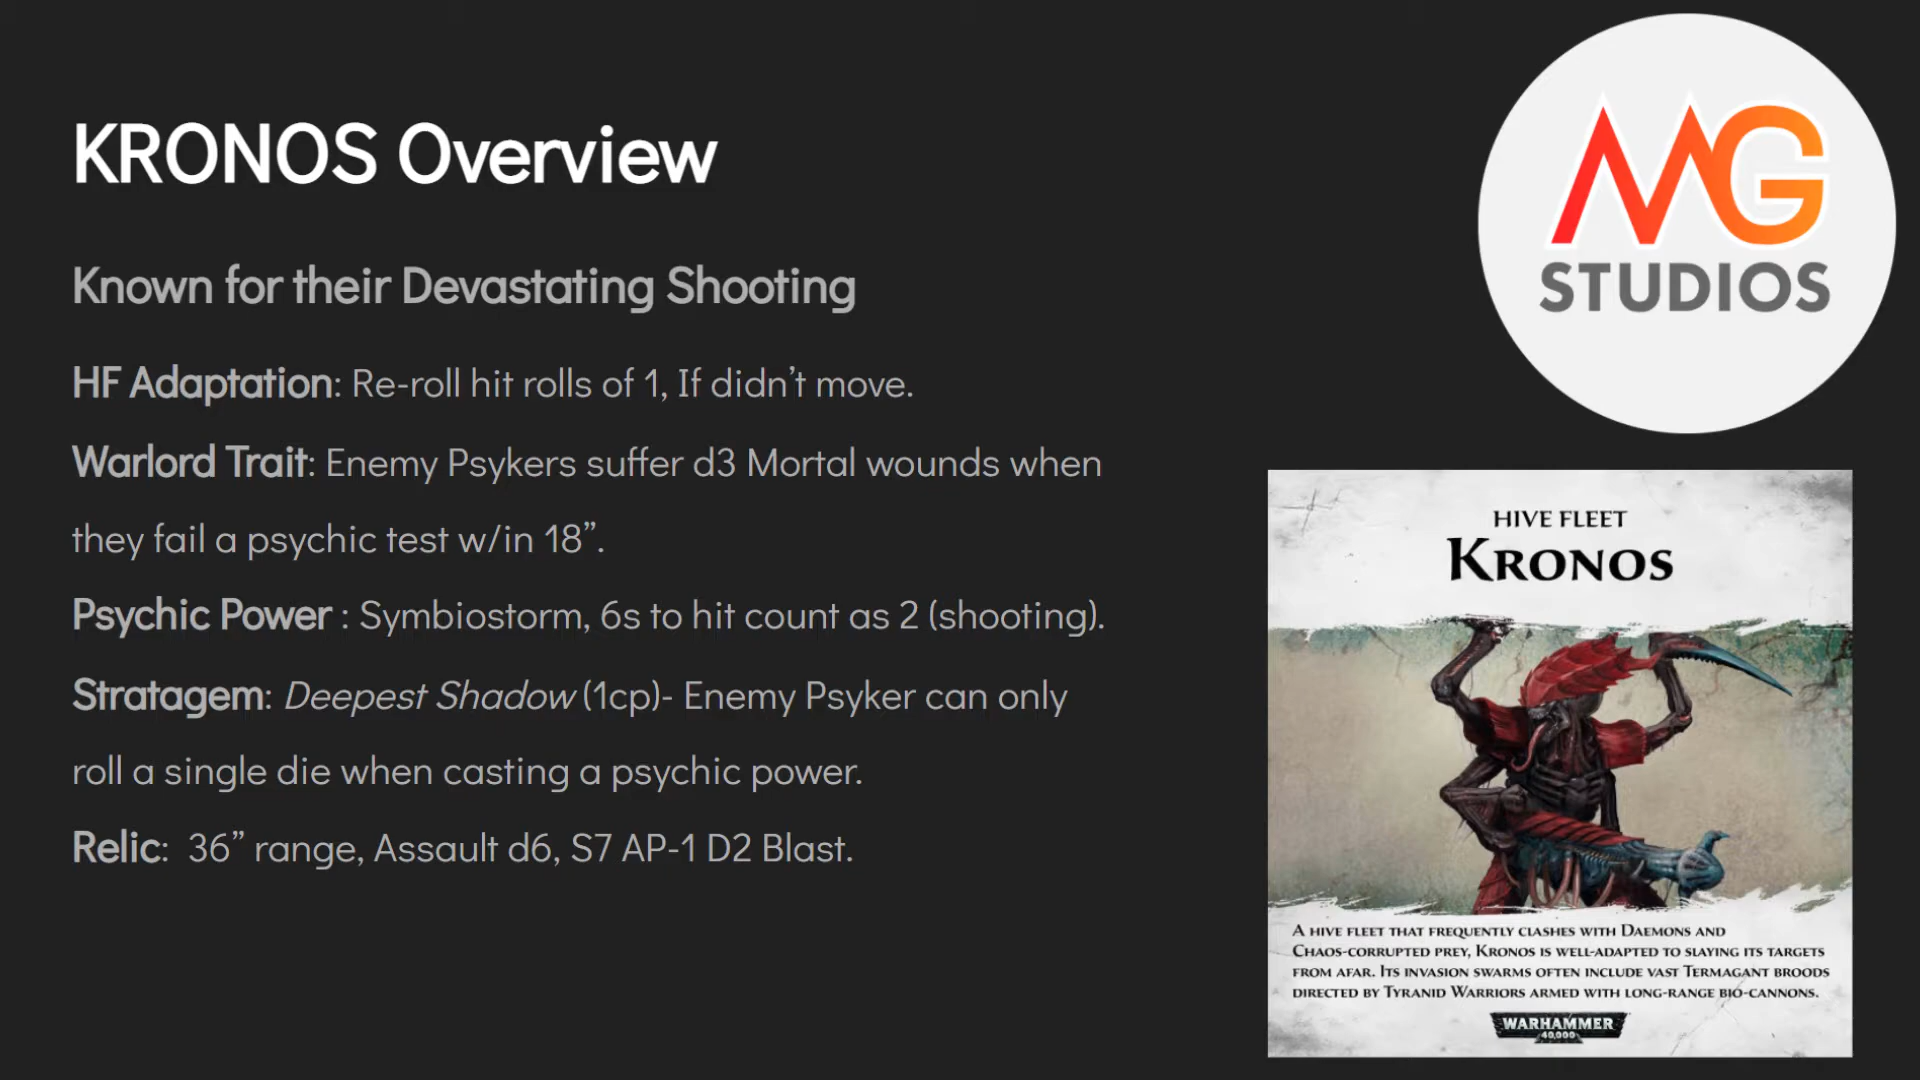 KRONOS Overview
Known for their Devastating Shooting
HF Adaptation: Re-roll hit rolls of 1, If didn’t move.
Warlord Trait: Enemy Psykers suffer d3 Mortal wounds when
they fail a psychic test w/in 18”.
Psychic Power : Symbiostorm, 6s to hit count as 2 (shooting).
Stratagem: Deepest Shadow (1cp)- Enemy Psyker can only
roll a single die when casting a psychic power.
Relic: 36” range, Assault d6, S7 AP-1 D2 Blast.
MG
STUDIOS
HIVE FLEET
KRONOS
A HIVE FLEET THAT FREQUENTLY CLASHES WITH DAEMONS AND
CHAOS-CORRUPTED PREY, KRONOS IS WELL-ADAPTED TO SLAYING ITS TARGETS
FROM AFAR. ITS INVASION SWARMS OFTEN INCLUDE VAST TERMAGANT BROODS
DIRECTED BY TYRANID WARRIORS ARMED WITH LONG-RANGE BIO-CANNONS.
WARHAMMER
40,000